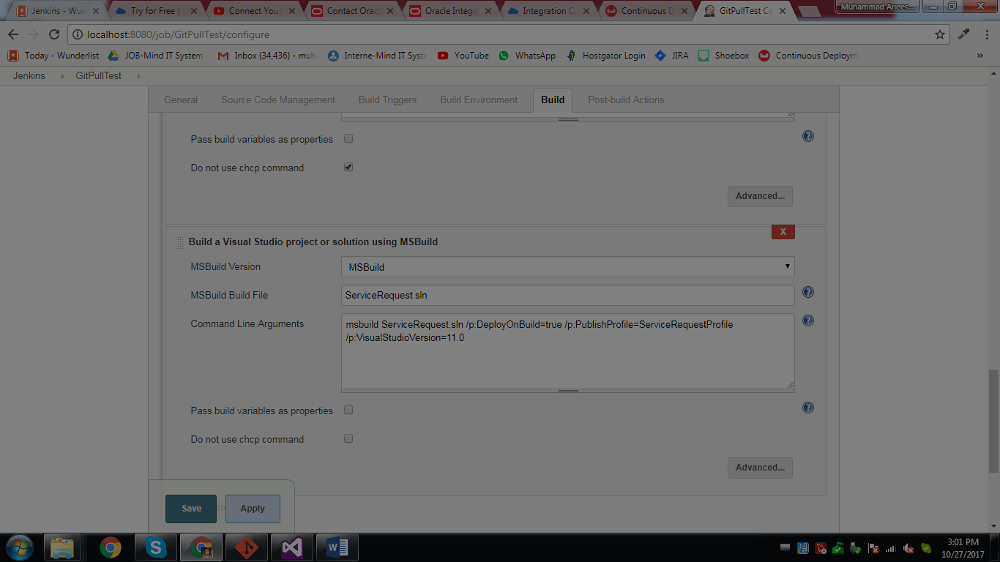 Jenkins - Wun
Try for Free |
Connect Your
Contact Oracl
Oracle Integra
Integration Cl
Continuous D
GitPullTest Co
Muhammad Anees...
localhost:8080/job/GitPullTest/configure
Today - Wunderlist
JOB-Mind IT System
Inbox (34,436) - muh
Interne-Mind IT Syste
YouTube
WhatsApp
Hostgator Login
JIRA
Shoebox
Continuous Deploym
»
Jenkins
GitPullTest
General
Source Code Management
Build Triggers
Build Environment
Build
Post-build Actions
Pass build variables as properties
Do not use chcp command
Advanced...
X
Build a Visual Studio project or solution using MSBuild
MSBuild Version
MSBuild
MSBuild Build File
ServiceRequest.sln
Command Line Arguments
msbuild ServiceRequest.sln /p:DeployOnBuild=true /p:PublishProfile=ServiceRequestProfile
/p:VisualStudioVersion=11.0
Pass build variables as properties
Do not use chcp command
Advanced...
Save
Apply
3:01 PM
10/27/2017